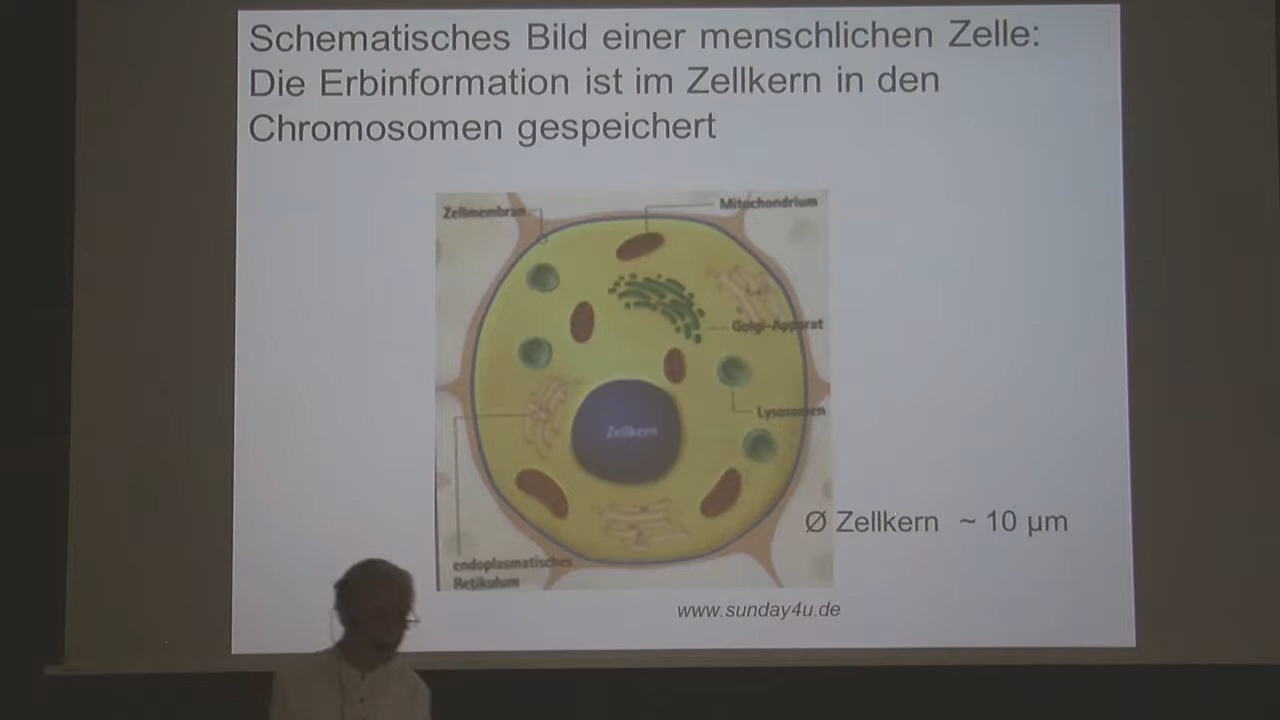 Schematisches Bild einer menschlichen Zelle:
Die Erbinformation ist im Zellkern in den
Chromosomen gespeichert
Zellmembran
Mitochondrium
Golgi-Apparat
Lysosomen
Zellkern
Ø Zellkern ~ 10 µm
endoplasmatisches
Retikulum
www.sunday4u.de